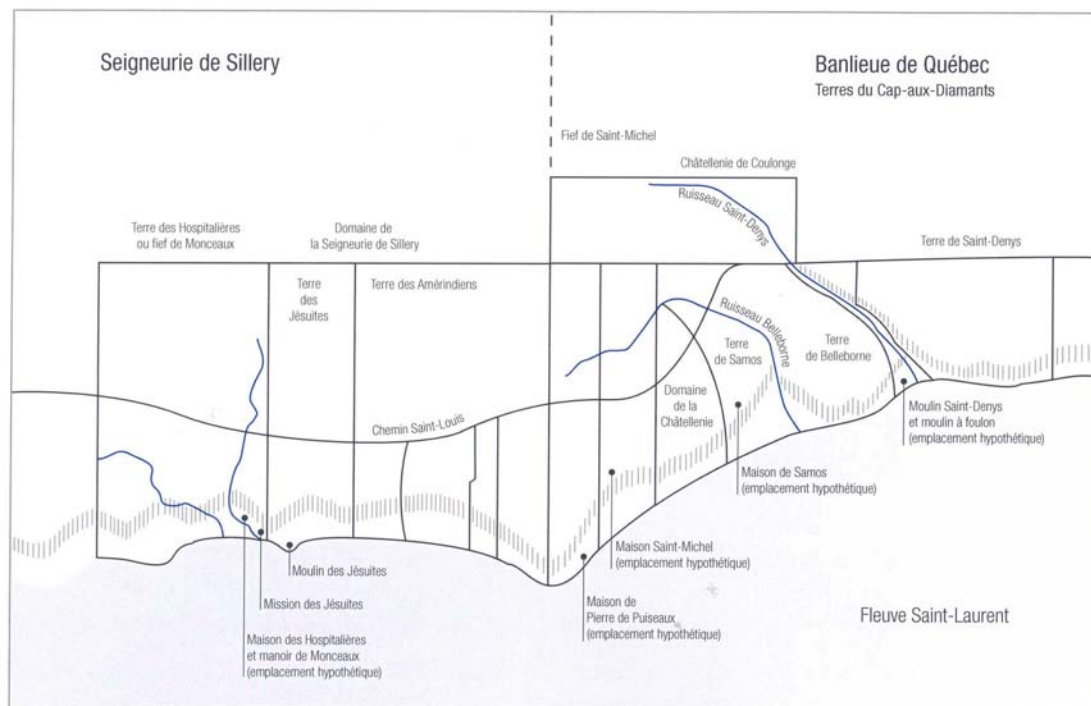 Seigneurie de Sillery
Banlieue de Québec
Terres du Cap-aux-Diamants
Fief de Saint-Michel
Châtellenie de Coulonge
Ruisseau Saint-Denys
Terre des Hospitalières
ou fief de Monceaux
Domaine de
la Seigneurie de Sillery
Terre de Saint-Denys
Terre
des
Jésuites
Terre des Amérindiens
Ruisseau Belleborne
Terre
de Samos
Terre
de Belleborne
Domaine
de la
Châtellenie
Chemin Saint-Louis
Moulin Saint-Denys
et moulin à foulon
(emplacement hypothétique)
Maison de Samos
(emplacement hypothétique)
Maison Saint-Michel
(emplacement hypothétique)
Moulin des Jésuites
Mission des Jésuites
Maison de
Pierre de Puiseaux
(emplacement hypothétique)
Fleuve Saint-Laurent
Maison des Hospitalières
et manoir de Monceaux
(emplacement hypothétique)